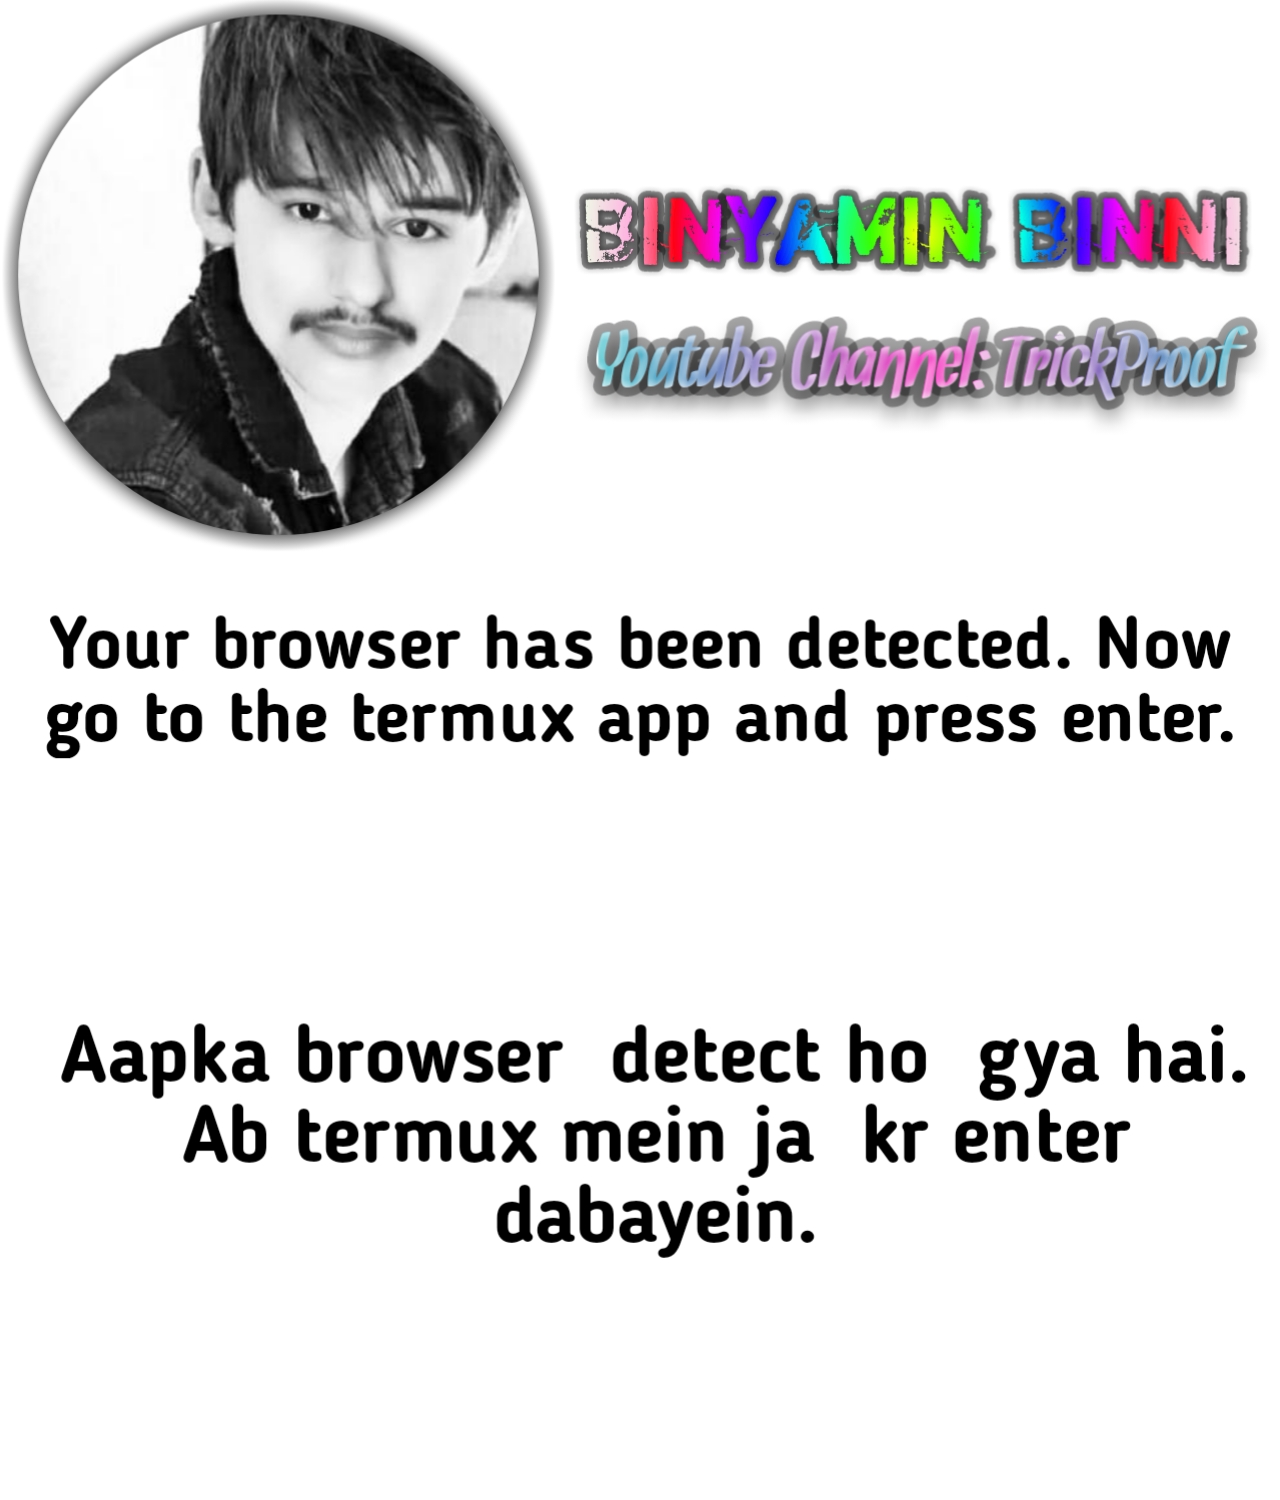 BINYAMIN BINNI
Youtube Channel: TrickProof
Your browser has been detected. Now
go to the termux app and press enter.
Aapka browser detect ho gya hai.
Ab termux mein ja kr enter
dabayein.